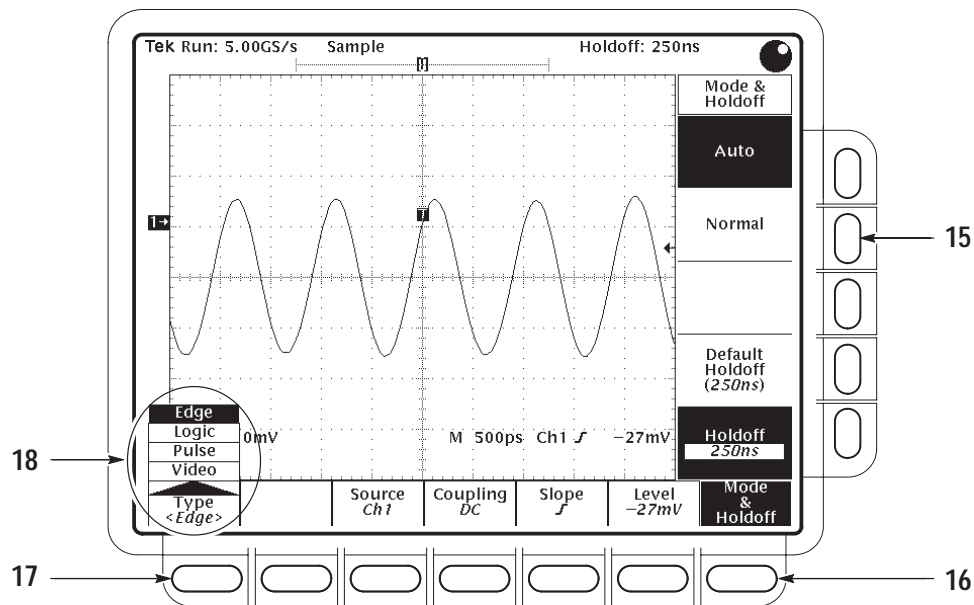 Tek Run: 5.00GS/s Sample Holdoff: 250ns
[T]
Mode &
Holdoff
Auto
Normal
15
1→
T
Default
Holdoff
(250ns)
Edge
Logic
Pulse
Video
0mV M 500ps Ch1 −27mV
Holdoff
250ns
18
Type
<Edge>
Source
Ch1
Coupling
DC
Slope
Level
−27mV
Mode
&
Holdoff
17
16